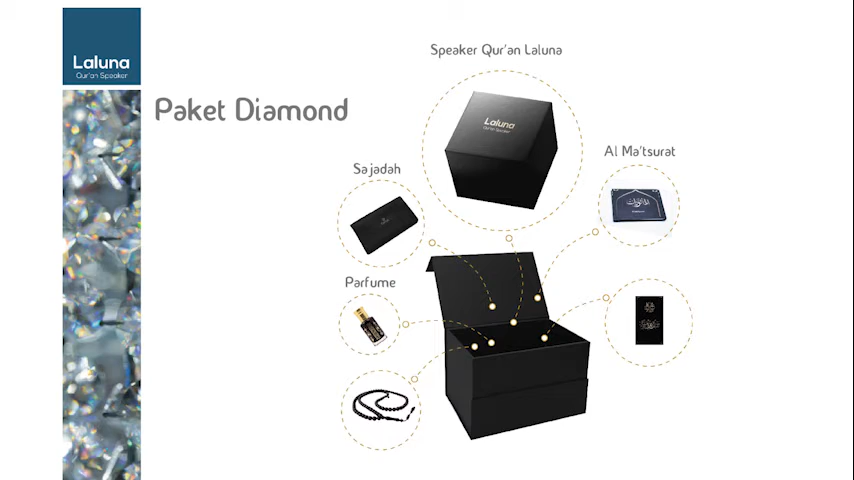 Laluna
Qur'an Speaker
Paket Diamond
Speaker Qur'an Laluna
Laluna
Qur'an Speaker
Sajadah
Al Ma'tsurat
Parfume